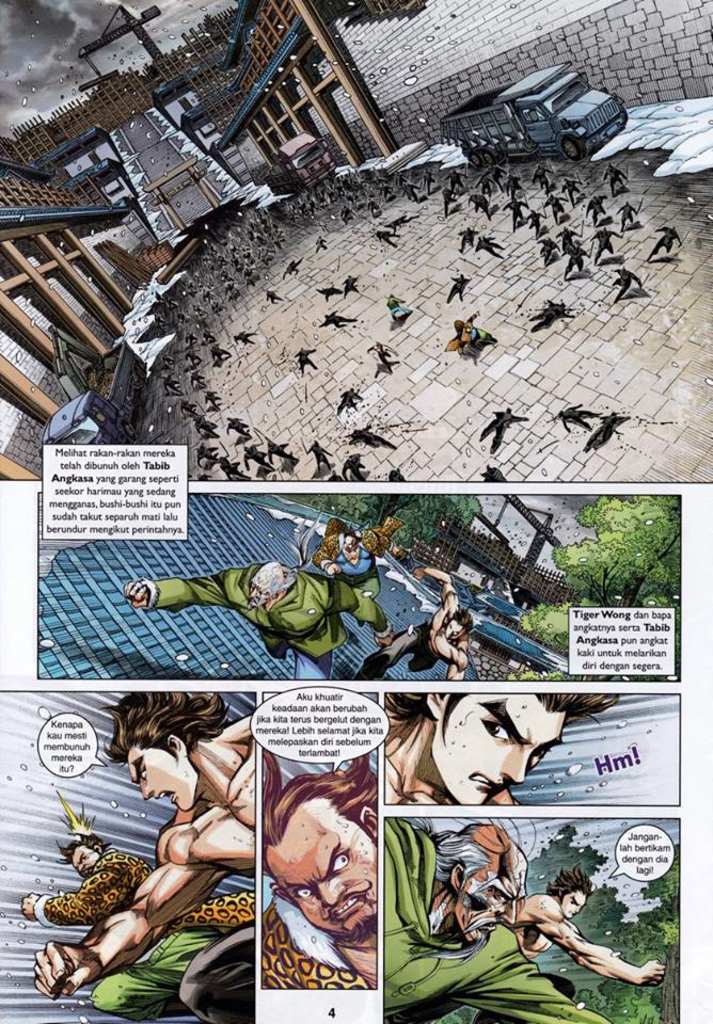 Melihat rakan-rakan mereka
telah dibunuh oleh Tabib
Angkasa yang garang seperti
seekor harimau yang sedang
mengganas, bushi-bushi itu pun
sudah takut separuh mati lalu
berundur mengikut perintahnya.
Tiger Wong dan bapa
angkatnya serta Tabib
Angkasa pun angkat
kaki untuk melarikan
diri dengan segera.
Kenapa
kau mesti
membunuh
mereka
itu?
Aku khuatir
keadaan akan berubah
jika kita terus bergelut dengan
mereka! Lebih selamat jika kita
melepaskan diri sebelum
terlambat!
Hm!
Jangan-
lah bertikam
dengan dia
lagi!
4